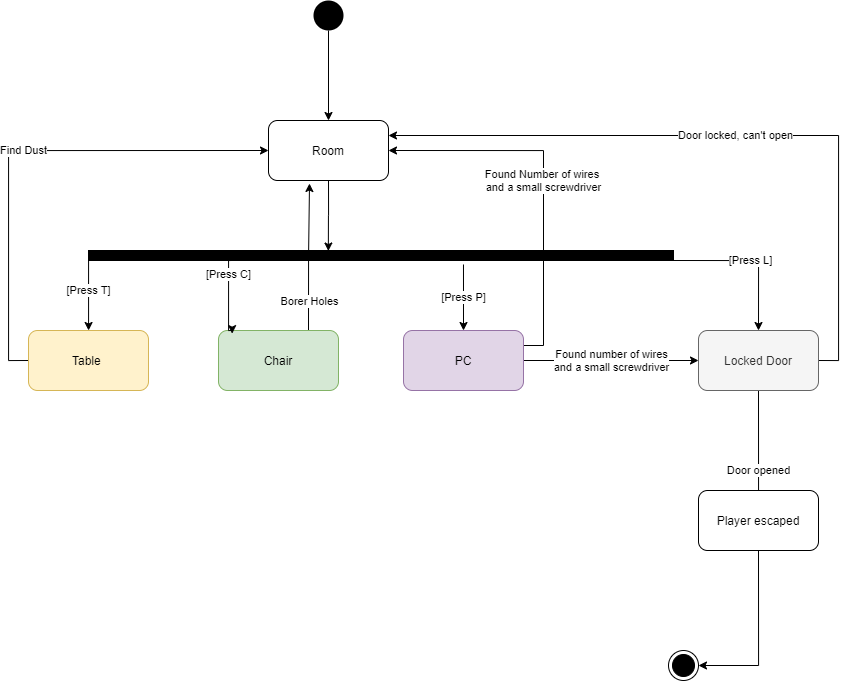 Door locked, can't open
Find Dust
Room
Found Number of wires
and a small screwdriver
[Press L]
[Press C]
[Press T]
[Press P]
Borer Holes
Table
Chair
PC
Found number of wires
and a small screwdriver
Locked Door
Door opened
Player escaped